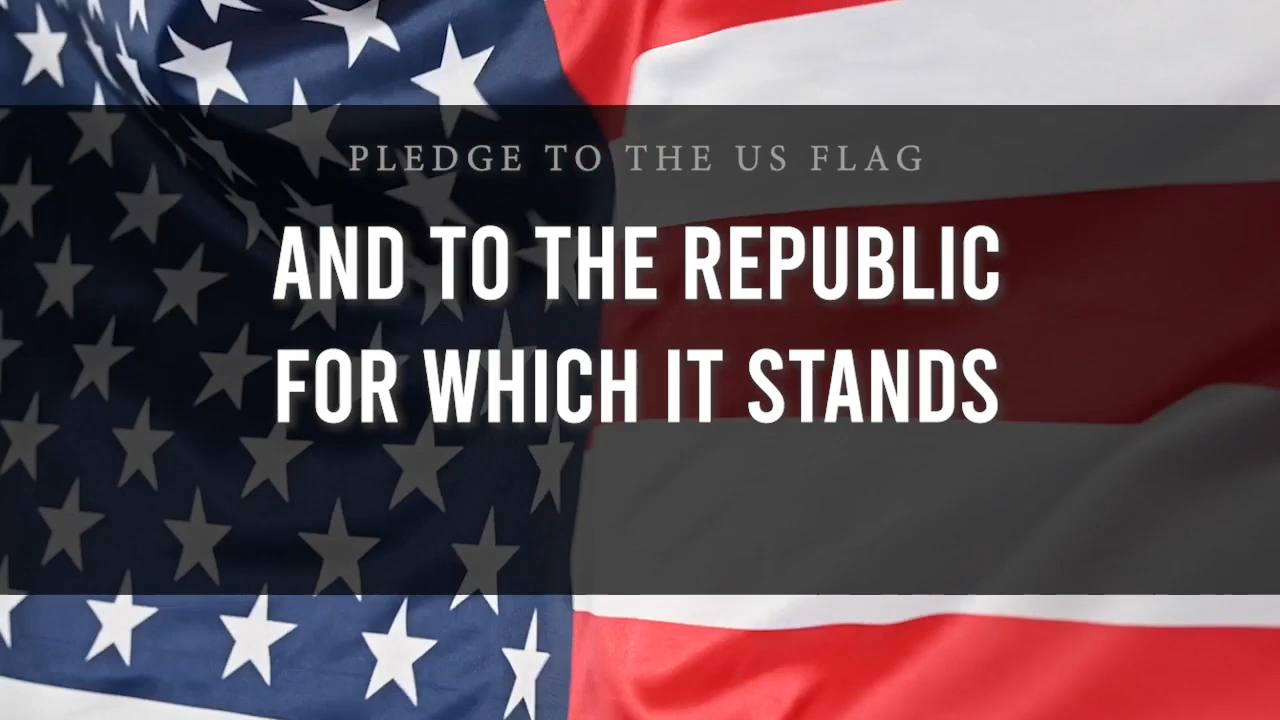 PLEDGE TO THE US FLAG
AND TO THE REPUBLIC
FOR WHICH IT STANDS